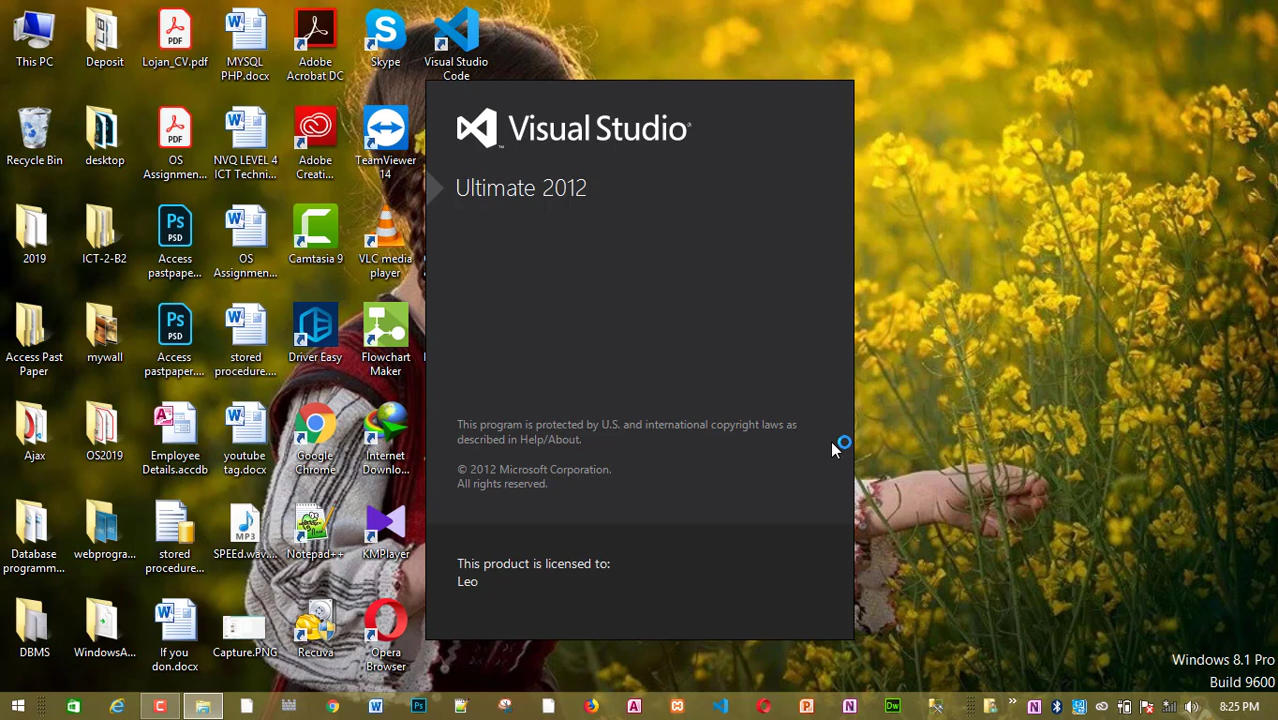 This PC
Deposit
Lojan_CV.pdf
MYSQL
PHP.docx
Adobe
Acrobat DC
Skype
Visual Studio
Code
Recycle Bin
desktop
OS
Assignmen...
NVQ LEVEL 4
ICT Techni...
Adobe
Creati...
TeamViewer
14
2019
ICT-2-B2
Access
pastpape...
OS
Assignmen...
Camtasia 9
VLC media
player
Access Past
Paper
mywall
Access
pastpaper....
stored
procedure....
Driver Easy
Flowchart
Maker
Ajax
OS2019
Employee
Details.accdb
youtube
tag.docx
Google
Chrome
Internet
Downlo...
Database
programm...
webprogra...
stored
procedure...
SPEEd.wav....
Notepad++
KMPlayer
DBMS
WindowsA...
If you
don.docx
Capture.PNG
Recuva
Opera
Browser
Visual Studio®
Ultimate 2012
This program is protected by U.S. and international copyright laws as
described in Help/About.
© 2012 Microsoft Corporation.
All rights reserved.
This product is licensed to:
Leo
Windows 8.1 Pro
Build 9600
8:25 PM